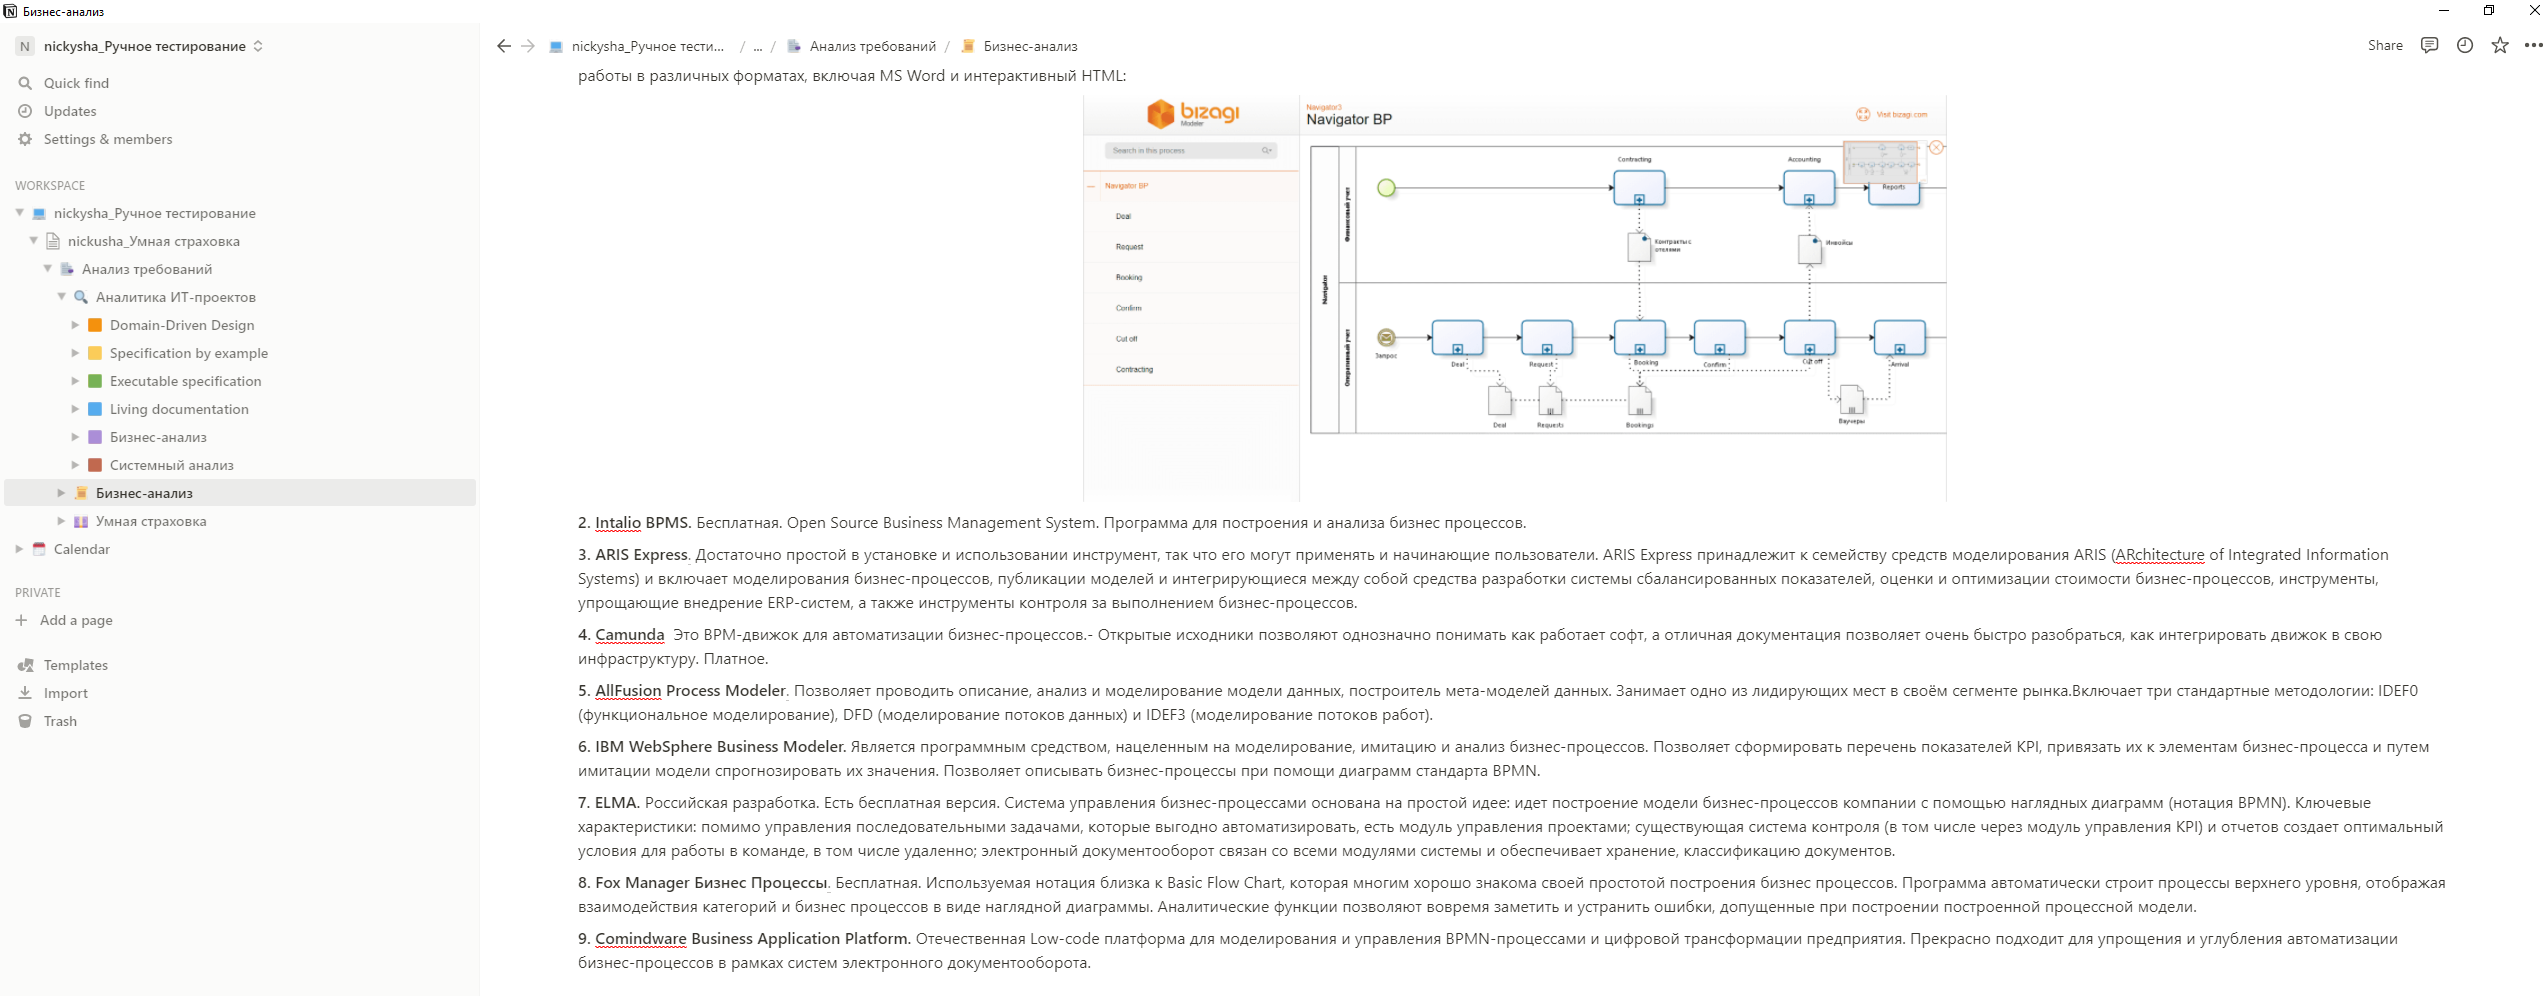 Бизнес-анализ
nickysha_Ручное тестирование
Quick find
Updates
Settings & members
WORKSPACE
nickysha_Ручное тестирование
nickusha_Умная страховка
Анализ требований
Аналитика ИТ-проектов
Domain-Driven Design
Specification by example
Executable specification
Living documentation
Бизнес-анализ
Системный анализ
Бизнес-анализ
Умная страховка
Calendar
PRIVATE
Add a page
Templates
Import
Trash
nickysha_Ручное тести... / ... / Анализ требований / Бизнес-анализ
Share
работы в различных форматах, включая MS Word и интерактивный HTML:
bizagi
Modeler
Search in this process
Navigator BP
Deal
Request
Booking
Confirm
Cut off
Contracting
Navigator3
Navigator BP
Visit bizagi.com
Navigator
Финансовый учет
Contracting
Accounting
Reports
Контракты с
отелями
Инвойсы
Оперативный учет
Запрос
Deal
Request
Booking
Confirm
Cut off
Arrival
Deal
Requests
Bookings
Ваучеры
2. Intalio BPMS. Бесплатная. Open Source Business Management System. Программа для построения и анализа бизнес процессов.
3. ARIS Express. Достаточно простой в установке и использовании инструмент, так что его могут применять и начинающие пользователи. ARIS Express принадлежит к семейству средств моделирования ARIS (ARchitecture of Integrated Information
Systems) и включает моделирования бизнес-процессов, публикации моделей и интегрирующиеся между собой средства разработки системы сбалансированных показателей, оценки и оптимизации стоимости бизнес-процессов, инструменты,
упрощающие внедрение ERP-систем, а также инструменты контроля за выполнением бизнес-процессов.
4. Camunda Это BPM-движок для автоматизации бизнес-процессов.- Открытые исходники позволяют однозначно понимать как работает софт, а отличная документация позволяет очень быстро разобраться, как интегрировать движок в свою
инфраструктуру. Платное.
5. AllFusion Process Modeler. Позволяет проводить описание, анализ и моделирование модели данных, построитель мета-моделей данных. Занимает одно из лидирующих мест в своём сегменте рынка.Включает три стандартные методологии: IDEF0
(функциональное моделирование), DFD (моделирование потоков данных) и IDEF3 (моделирование потоков работ).
6. IBM WebSphere Business Modeler. Является программным средством, нацеленным на моделирование, имитацию и анализ бизнес-процессов. Позволяет сформировать перечень показателей KPI, привязать их к элементам бизнес-процесса и путем
имитации модели спрогнозировать их значения. Позволяет описывать бизнес-процессы при помощи диаграмм стандарта BPMN.
7. ELMA. Российская разработка. Есть бесплатная версия. Система управления бизнес-процессами основана на простой идее: идет построение модели бизнес-процессов компании с помощью наглядных диаграмм (нотация BPMN). Ключевые
характеристики: помимо управления последовательными задачами, которые выгодно автоматизировать, есть модуль управления проектами; существующая система контроля (в том числе через модуль управления KPI) и отчетов создает оптимальный
условия для работы в команде, в том числе удаленно; электронный документооборот связан со всеми модулями системы и обеспечивает хранение, классификацию документов.
8. Fox Manager Бизнес Процессы. Бесплатная. Используемая нотация близка к Basic Flow Chart, которая многим хорошо знакома своей простотой построения бизнес процессов. Программа автоматически строит процессы верхнего уровня, отображая
взаимодействия категорий и бизнес процессов в виде наглядной диаграммы. Аналитические функции позволяют вовремя заметить и устранить ошибки, допущенные при построении построенной процессной модели.
9. Comindware Business Application Platform. Отечественная Low-code платформа для моделирования и управления BPMN-процессами и цифровой трансформации предприятия. Прекрасно подходит для упрощения и углубления автоматизации
бизнес-процессов в рамках систем электронного документооборота.